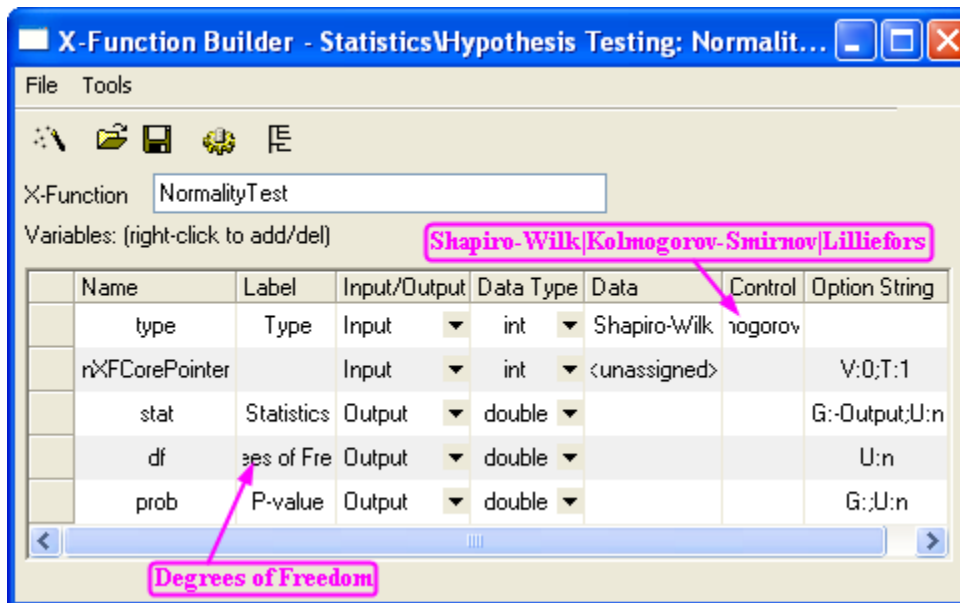 X-Function Builder - Statistics\Hypothesis Testing: Normalit...
File Tools
X-Function NormalityTest
Variables: (right-click to add/del)
Shapiro-Wilk|Kolmogorov-Smirnov|Lilliefors
Name Label Input/Output Data Type Data Control Option String
type Type Input int Shapiro-Wilk nogorov
nXFCorePointer Input int <unassigned> V:0;T:1
stat Statistics Output double G:-Output;U:n
df ees of Fre Output double U:n
prob P-value Output double G:;U:n
Degrees of Freedom